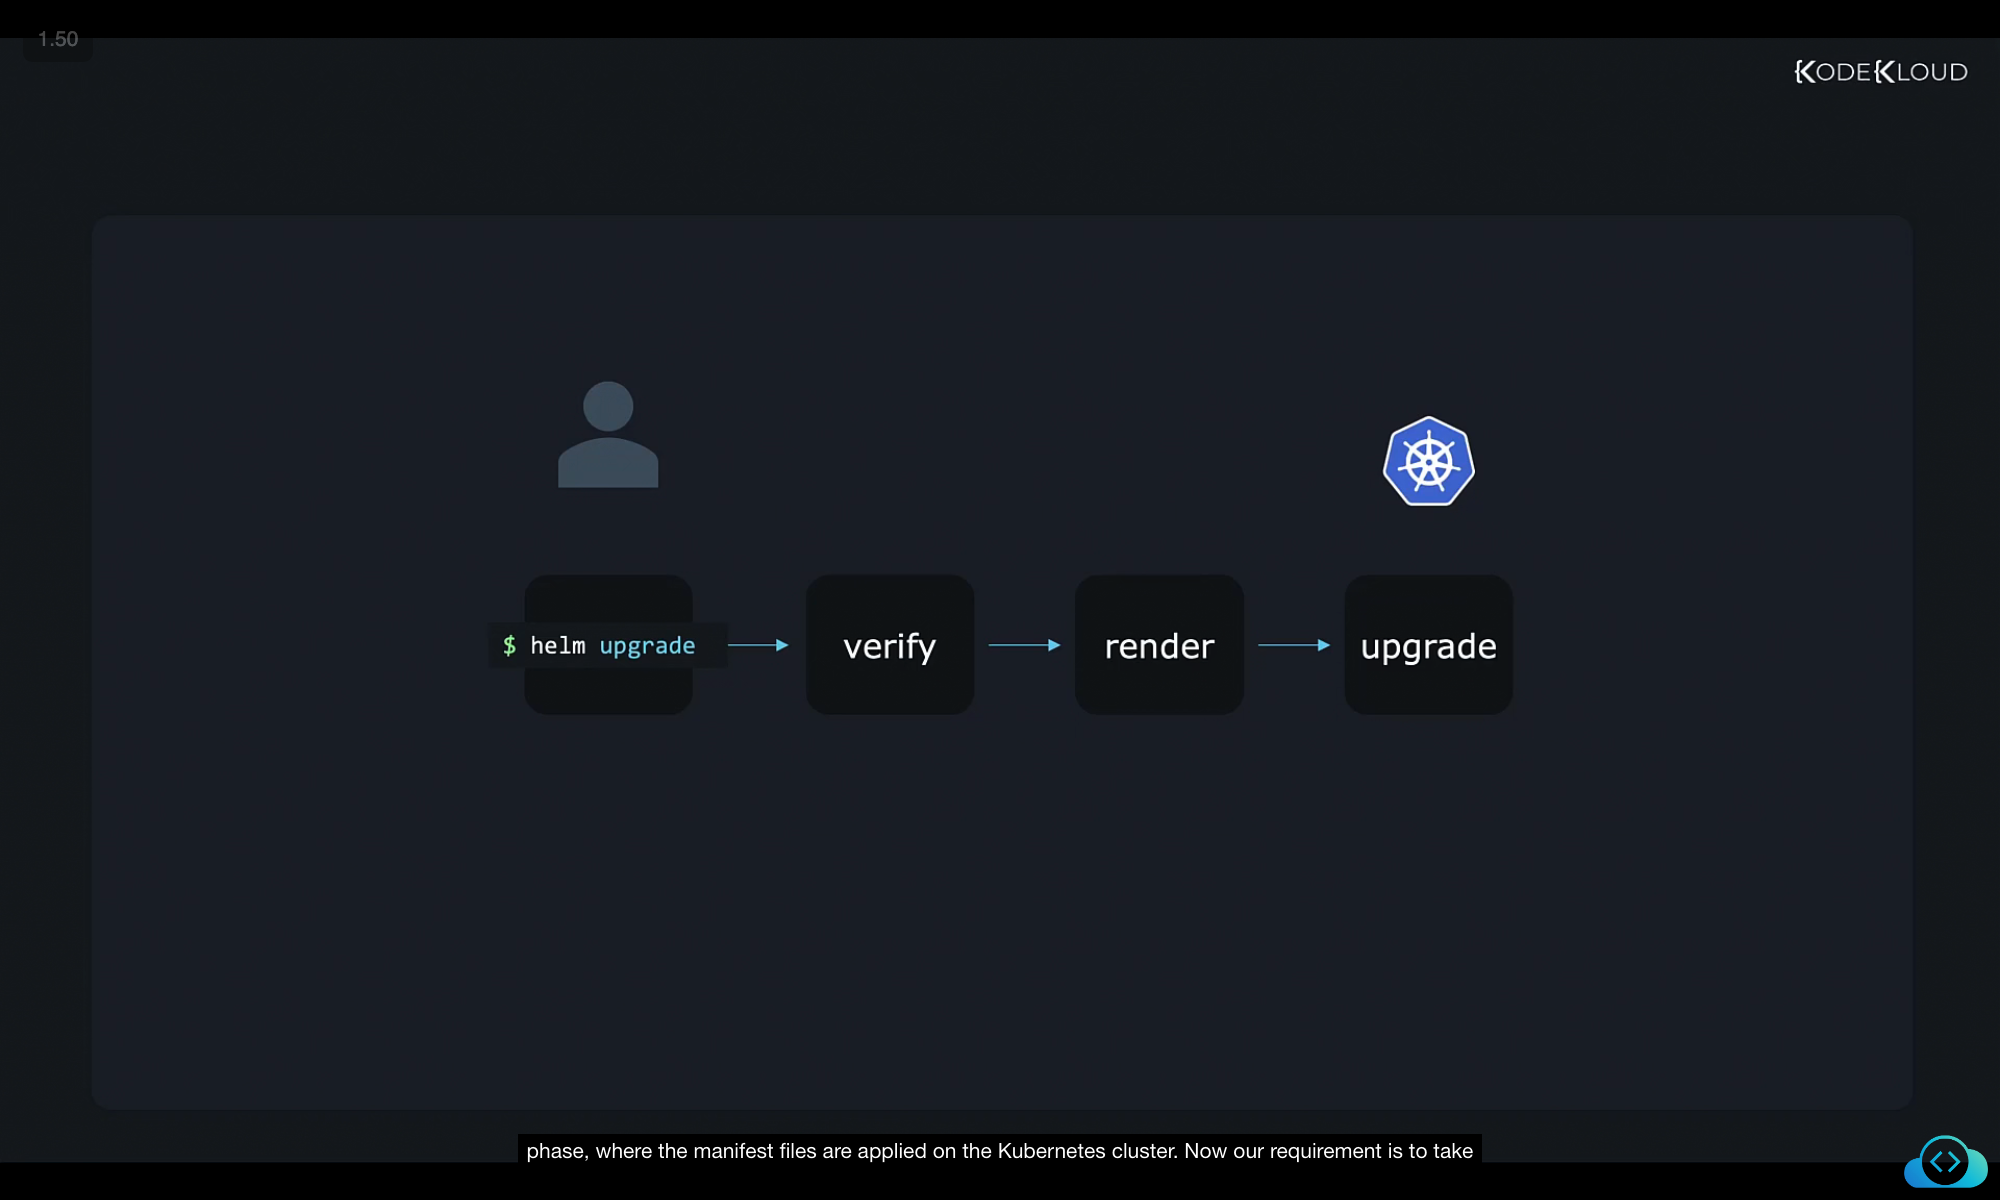 1.50
KODEKLOUD
$ helm upgrade
verify
render
upgrade
phase, where the manifest files are applied on the Kubernetes cluster. Now our requirement is to take